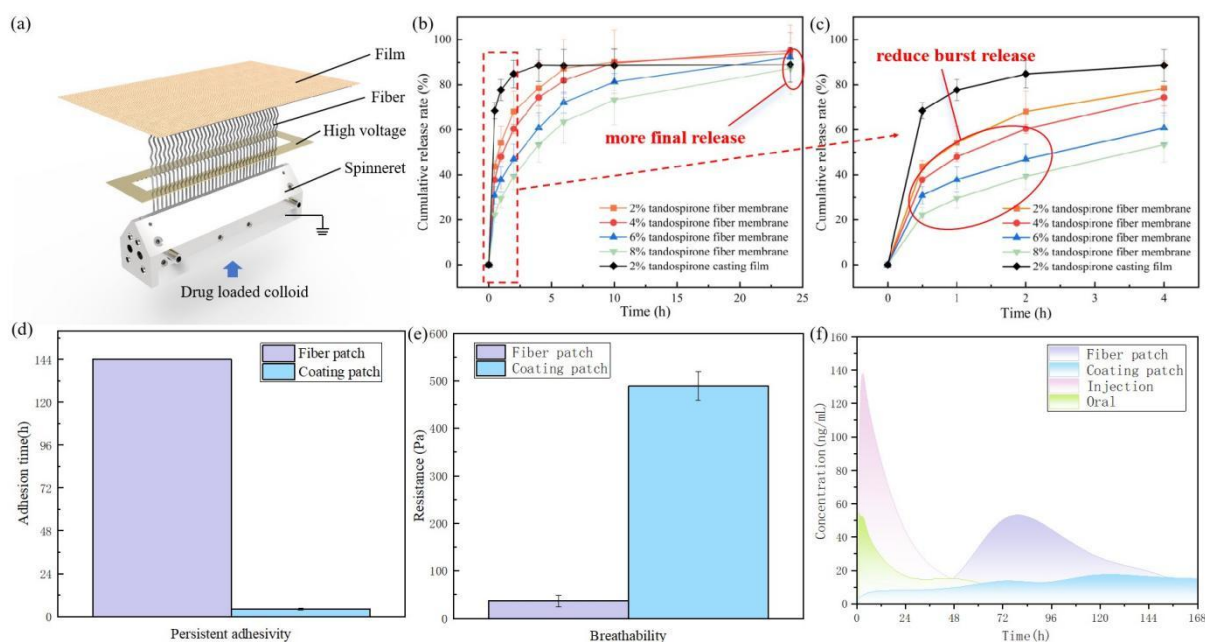 (a)
Film
Fiber
High voltage
Spinneret
Drug loaded colloid
(b)
Cumulative release rate (%)
100
80
60
40
20
0
more final release
2% tandospirone fiber membrane
4% tandospirone fiber membrane
6% tandospirone fiber membrane
8% tandospirone fiber membrane
2% tandospirone casting film
0 5 10 15 20 25
Time (h)
(c)
Cumulative release rate (%)
100
80
60
40
20
0
reduce burst release
2% tandospirone fiber membrane
4% tandospirone fiber membrane
6% tandospirone fiber membrane
8% tandospirone fiber membrane
2% tandospirone casting film
0 1 2 3 4
Time (h)
(d)
Adhesion time(h)
144
120
96
72
48
24
0
Fiber patch
Coating patch
Persistent adhesivity
(e)
Resistance (Pa)
600
500
400
300
200
100
0
Fiber patch
Coating patch
Breathability
(f)
Concentration(ng/mL)
160
140
120
100
80
60
40
20
0
Fiber patch
Coating patch
Injection
Oral
0 24 48 72 96 120 144 168
Time(h)